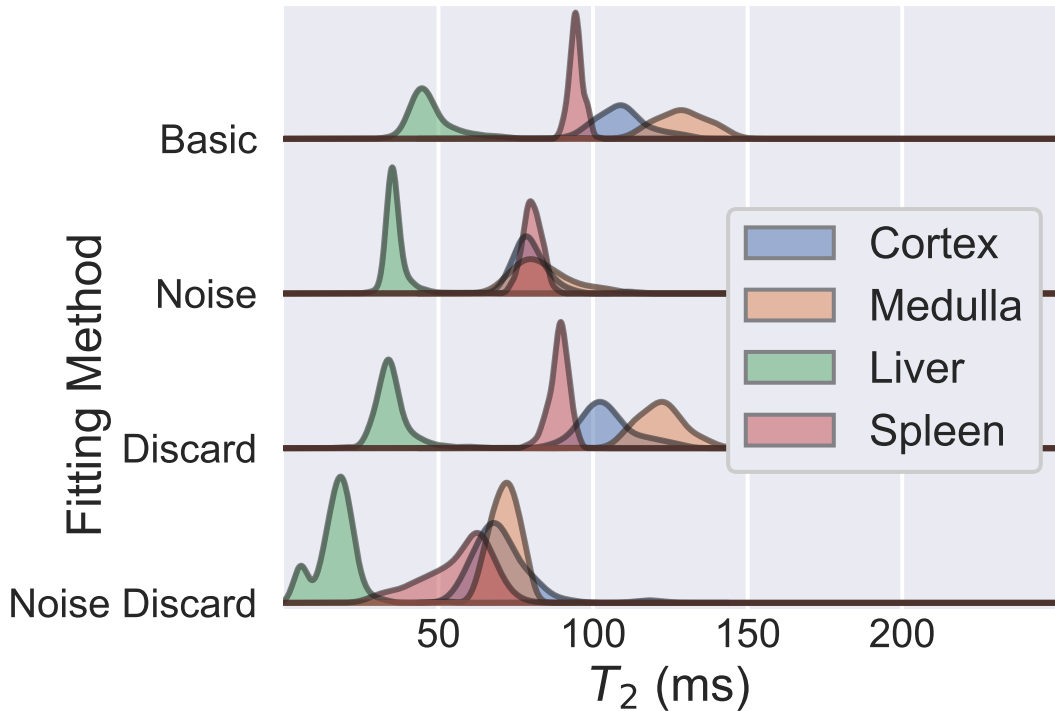 Fitting Method
Basic
Noise
Discard
Noise Discard
Cortex
Medulla
Liver
Spleen
50 100 150 200
T₂ (ms)